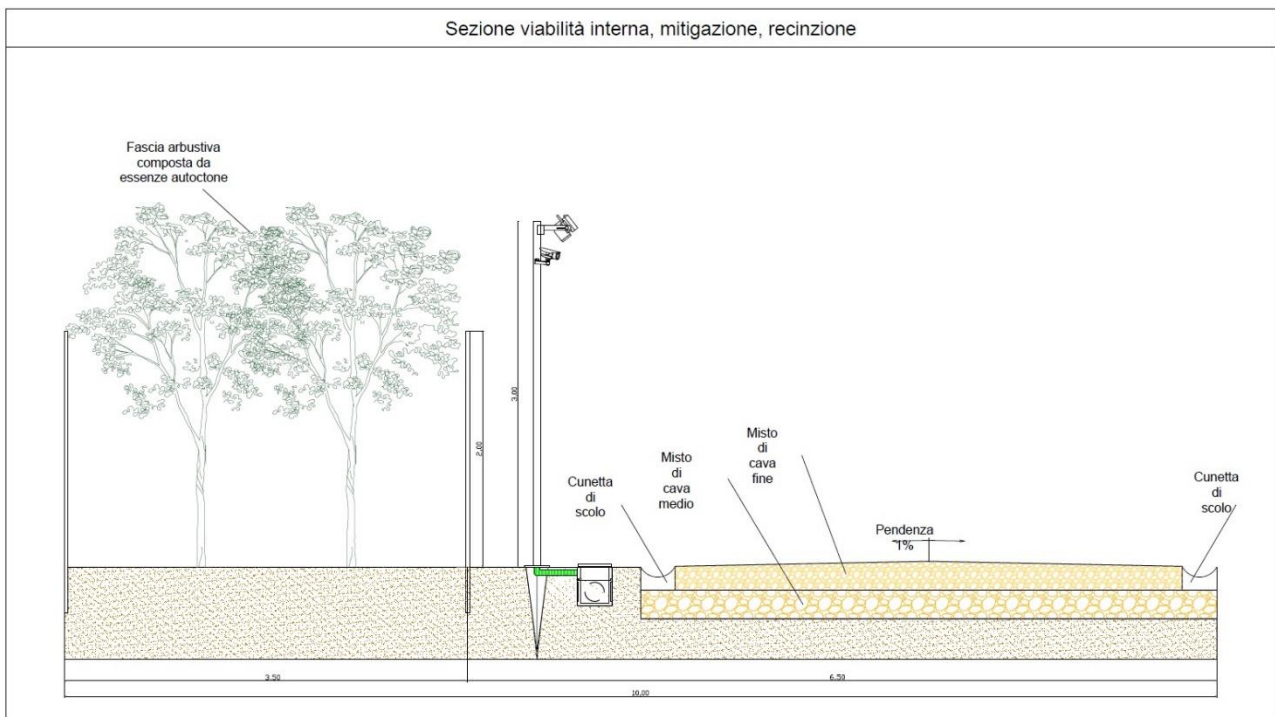 Sezione viabilità interna, mitigazione, recinzione
Fascia arbustiva
composta da
essenze autoctone
3.00
2.00
Misto
di
cava
fine
Misto
di
cava
medio
Cunetta
di
scolo
Cunetta
di
scolo
Pendenza
1%
3.50
6.50
10.00